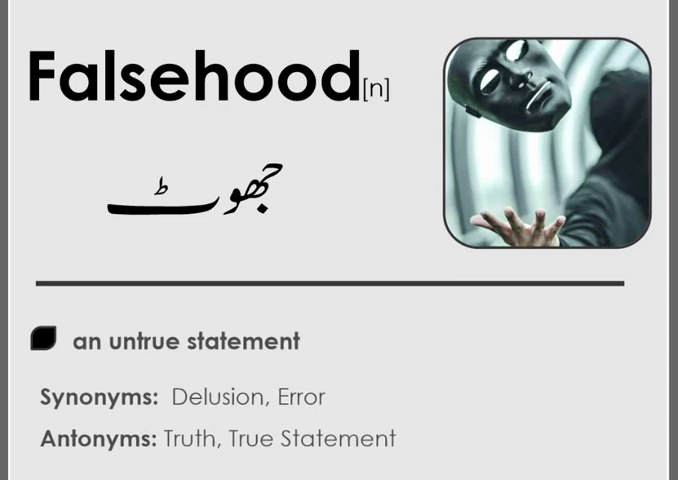 Falsehood[n]
جھوٹ
an untrue statement
Synonyms: Delusion, Error
Antonyms: Truth, True Statement